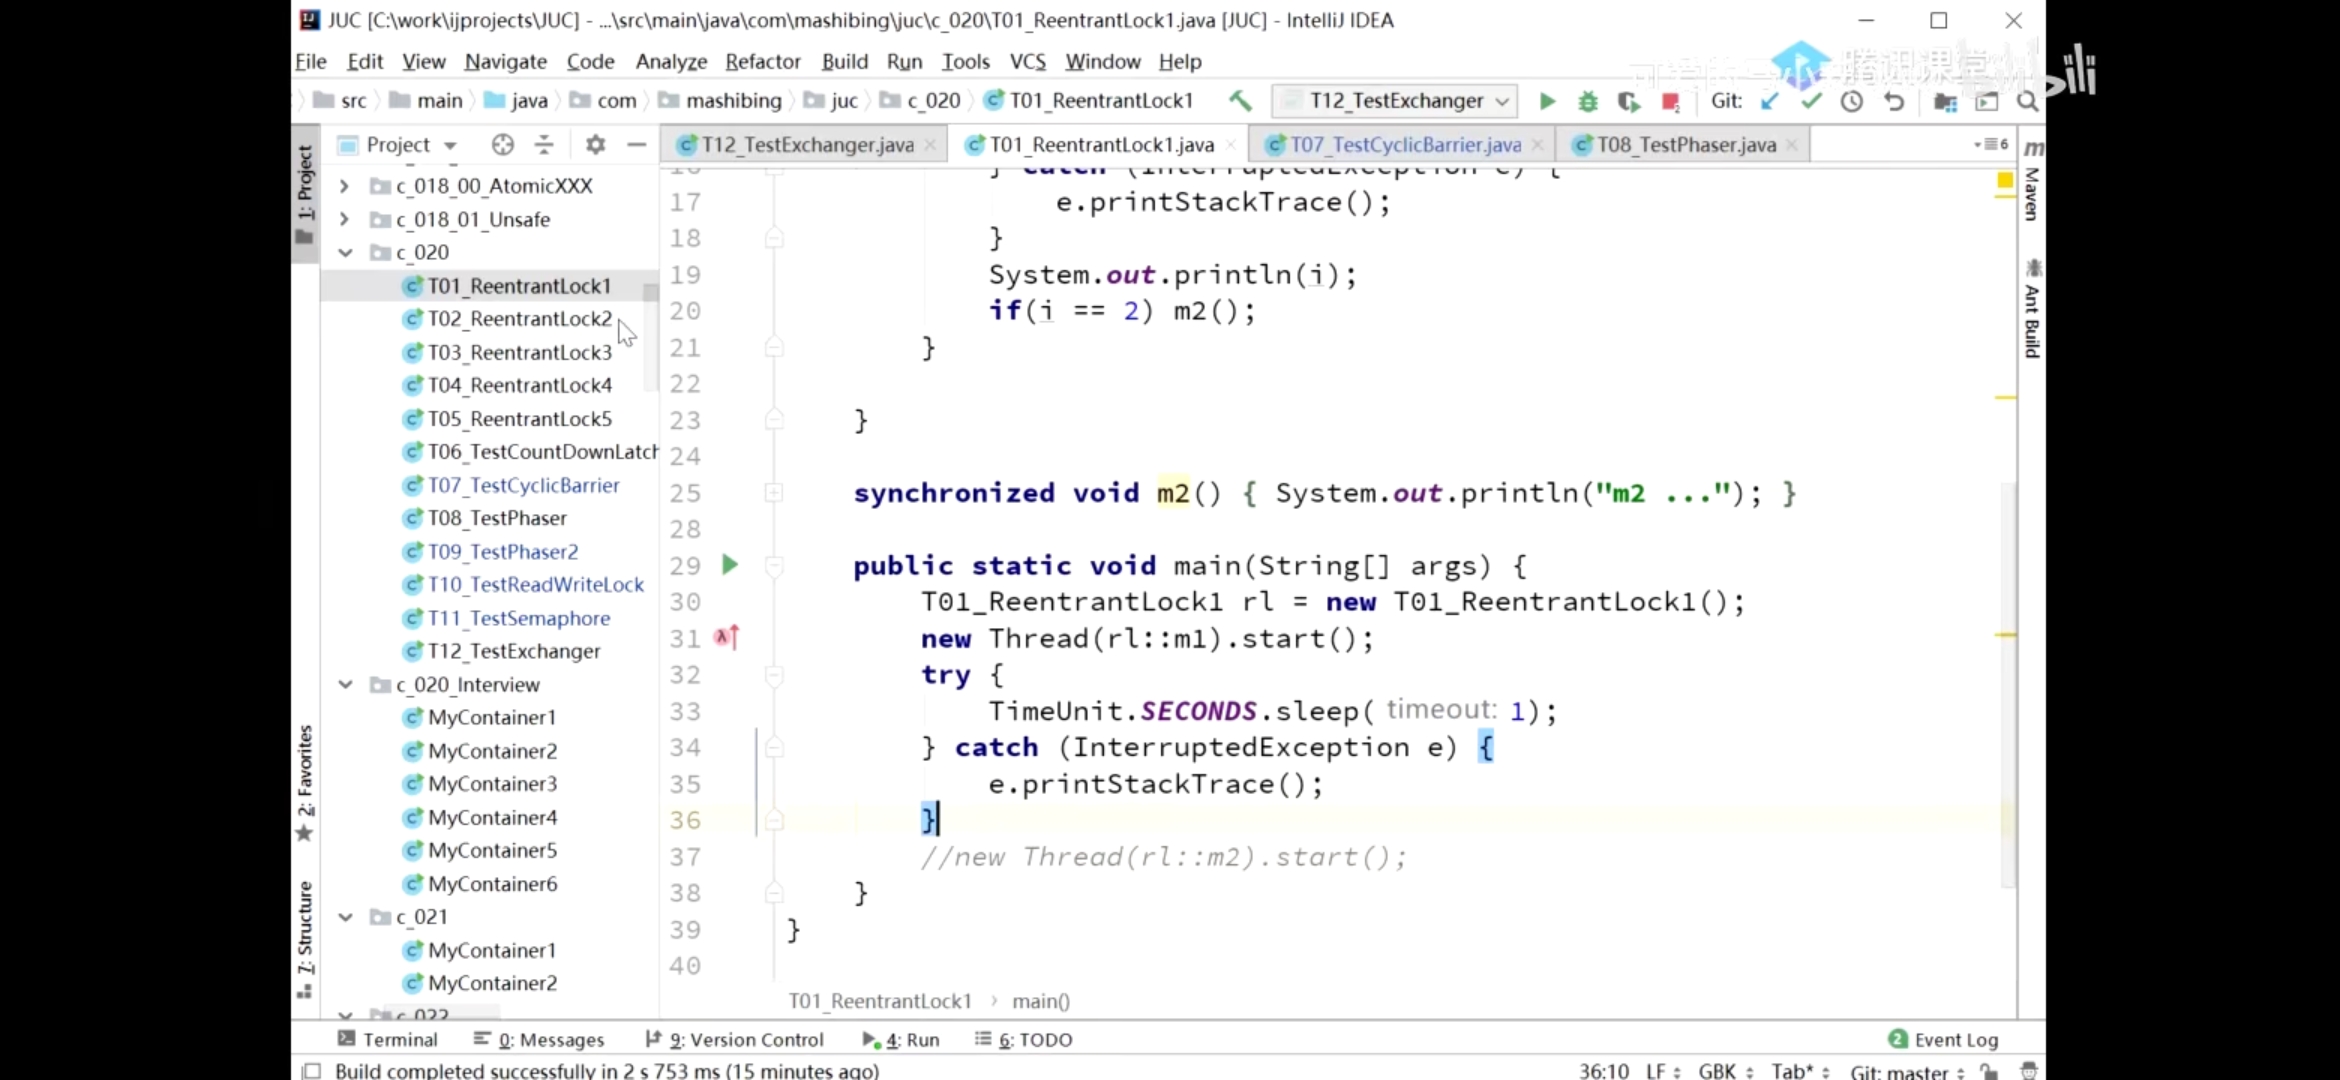 JUC [C:\work\ijprojects\JUC] - ...\src\main\java\com\mashibing\juc\c_020\T01_ReentrantLock1.java [JUC] - IntelliJ IDEA
File Edit View Navigate Code Analyze Refactor Build Run Tools VCS Window Help
src main java com mashibing juc c_020 T01_ReentrantLock1 T12_TestExchanger Git:
腾讯课堂
1: Project
Project
T12_TestExchanger.java T01_ReentrantLock1.java T07_TestCyclicBarrier.java T08_TestPhaser.java 6
c_018_00_AtomicXXX
c_018_01_Unsafe
c_020
T01_ReentrantLock1
T02_ReentrantLock2
T03_ReentrantLock3
T04_ReentrantLock4
T05_ReentrantLock5
T06_TestCountDownLatch
T07_TestCyclicBarrier
T08_TestPhaser
T09_TestPhaser2
T10_TestReadWriteLock
T11_TestSemaphore
T12_TestExchanger
c_020_Interview
MyContainer1
MyContainer2
MyContainer3
MyContainer4
MyContainer5
MyContainer6
c_021
MyContainer1
MyContainer2
c_022
2: Favorites
7: Structure
16 } catch (InterruptedException e) {
17 e.printStackTrace();
18 }
19 System.out.println(i);
20 if(i == 2) m2();
21 }
22
23 }
24
25 synchronized void m2() { System.out.println("m2 ..."); }
28
29 public static void main(String[] args) {
30 T01_ReentrantLock1 rl = new T01_ReentrantLock1();
31 new Thread(rl::m1).start();
32 try {
33 TimeUnit.SECONDS.sleep( timeout: 1);
34 } catch (InterruptedException e) {
35 e.printStackTrace();
36 }
37 //new Thread(rl::m2).start();
38 }
39 }
40
T01_ReentrantLock1 › main()
Maven
Ant Build
Terminal 0: Messages 9: Version Control 4: Run 6: TODO 2 Event Log
Build completed successfully in 2 s 753 ms (15 minutes ago) 36:10 LF GBK Tab* Git: master